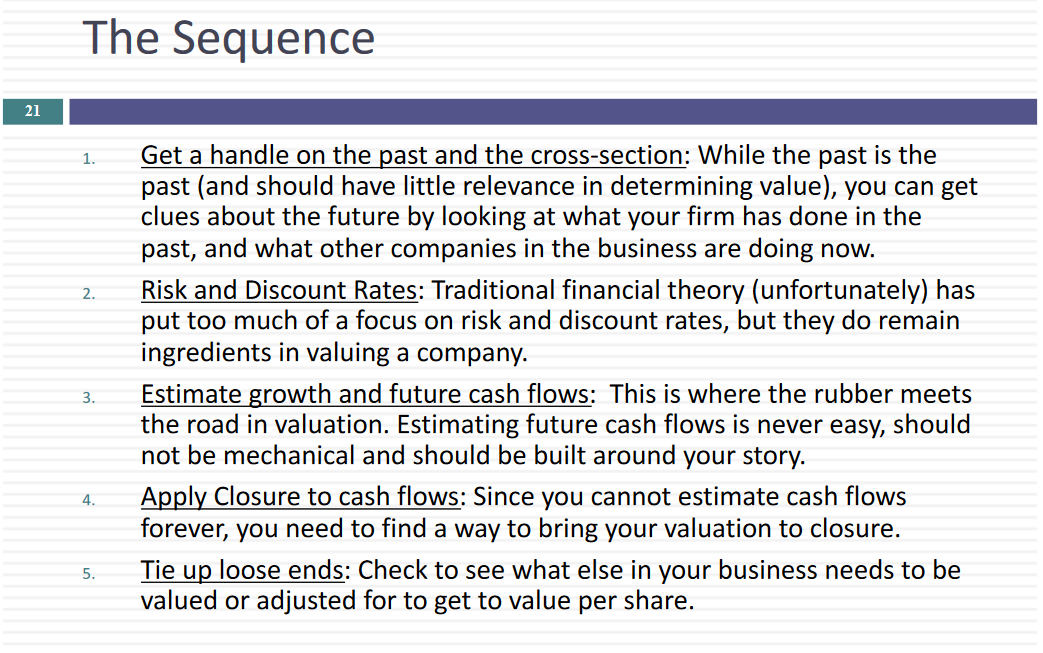 The Sequence
21
1. Get a handle on the past and the cross-section: While the past is the
past (and should have little relevance in determining value), you can get
clues about the future by looking at what your firm has done in the
past, and what other companies in the business are doing now.
2. Risk and Discount Rates: Traditional financial theory (unfortunately) has
put too much of a focus on risk and discount rates, but they do remain
ingredients in valuing a company.
3. Estimate growth and future cash flows: This is where the rubber meets
the road in valuation. Estimating future cash flows is never easy, should
not be mechanical and should be built around your story.
4. Apply Closure to cash flows: Since you cannot estimate cash flows
forever, you need to find a way to bring your valuation to closure.
5. Tie up loose ends: Check to see what else in your business needs to be
valued or adjusted for to get to value per share.